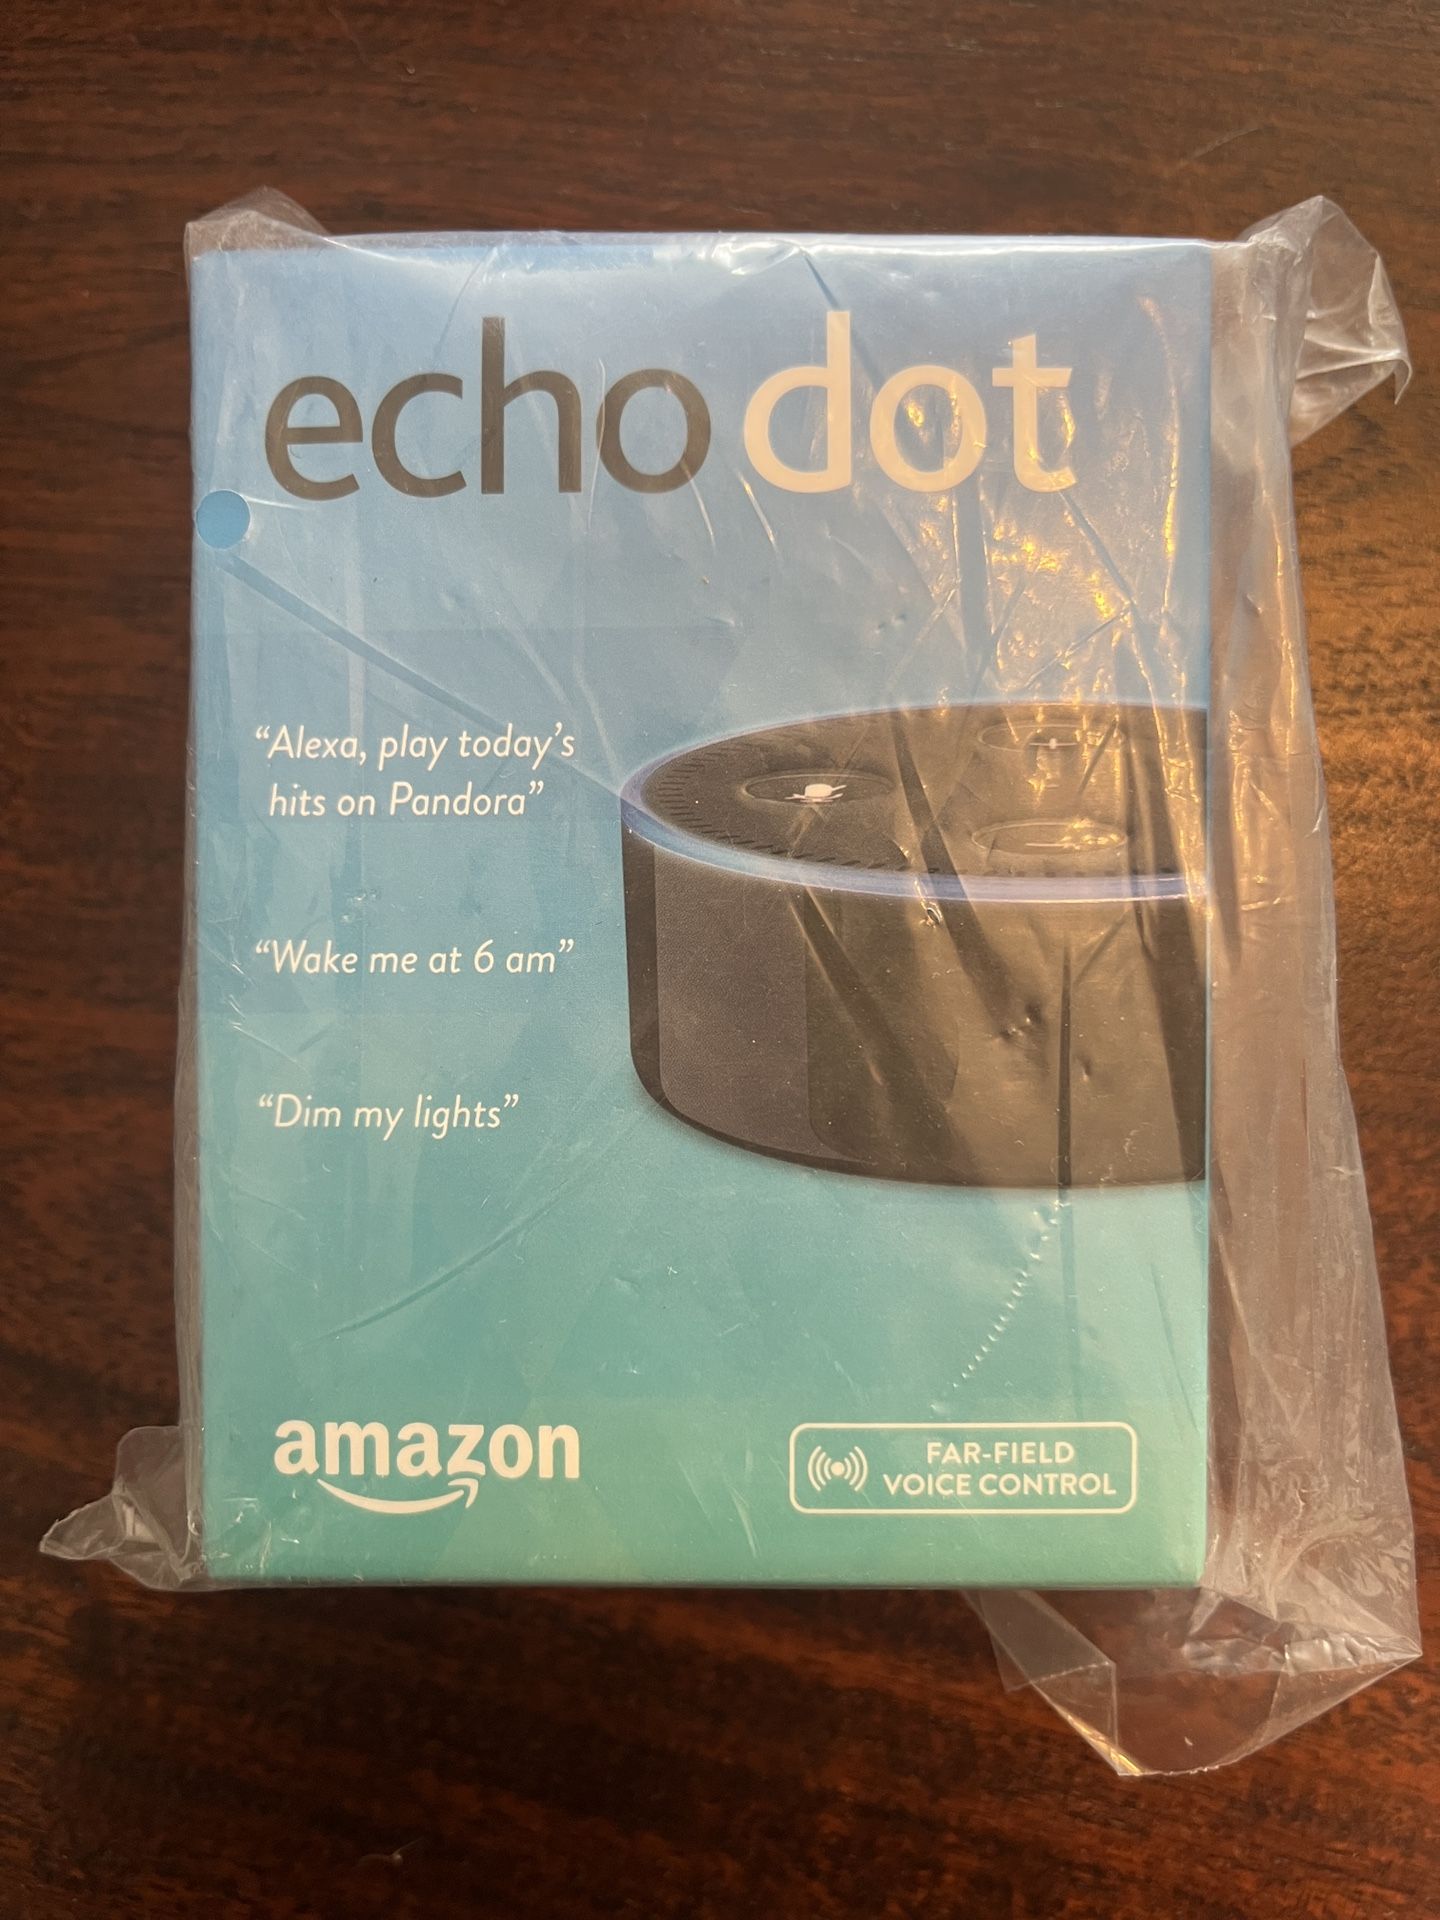 echo dot
“Alexa, play today’s
hits on Pandora”
“Wake me at 6 am”
“Dim my lights”
amazon
FAR-FIELD
VOICE CONTROL